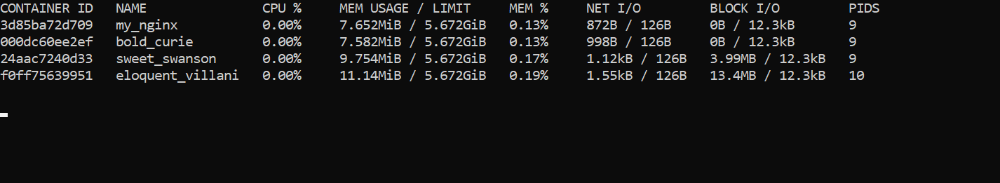 CONTAINER ID   NAME               CPU %     MEM USAGE / LIMIT     MEM %     NET I/O          BLOCK I/O         PIDS
3d85ba72d709   my_nginx           0.00%     7.652MiB / 5.672GiB   0.13%     872B / 126B      0B / 12.3kB       9
000dc60ee2ef   bold_curie         0.00%     7.582MiB / 5.672GiB   0.13%     998B / 126B      0B / 12.3kB       9
24aac7240d33   sweet_swanson      0.00%     9.754MiB / 5.672GiB   0.17%     1.12kB / 126B    3.99MB / 12.3kB   9
f0ff75639951   eloquent_villani   0.00%     11.14MiB / 5.672GiB   0.19%     1.55kB / 126B    13.4MB / 12.3kB   10